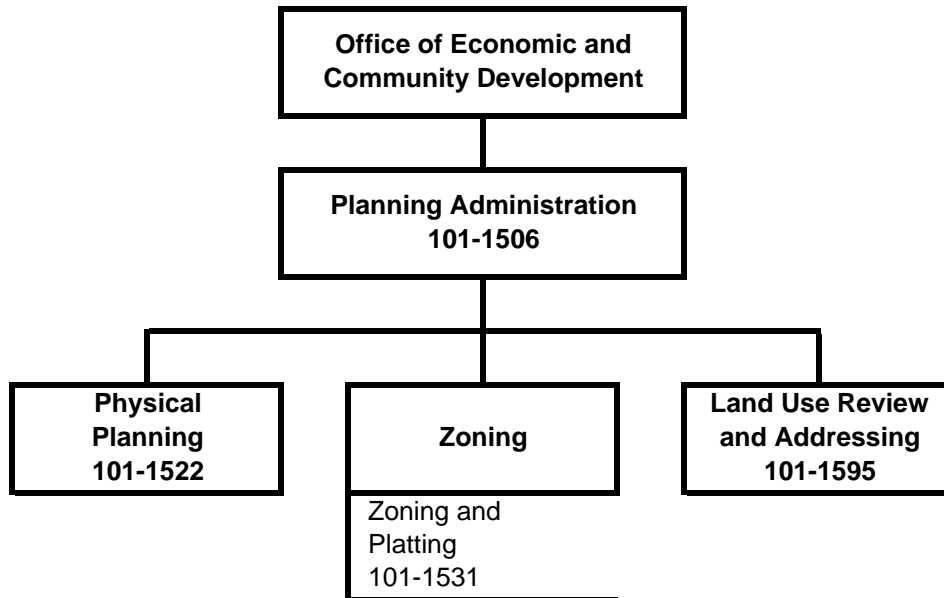 Office of Economic and
Community Development
Planning Administration
101-1506
Physical
Planning
101-1522
Zoning
Land Use Review
and Addressing
101-1595
Zoning and
Platting
101-1531